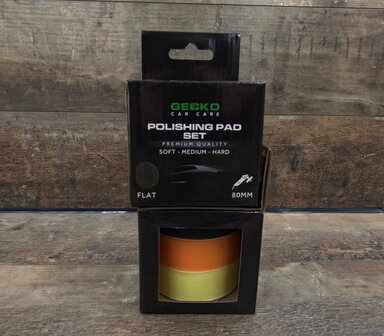 GECKO
CAR CARE
POLISHING PAD
SET
PREMIUM QUALITY
SOFT - MEDIUM - HARD
FLAT
80MM